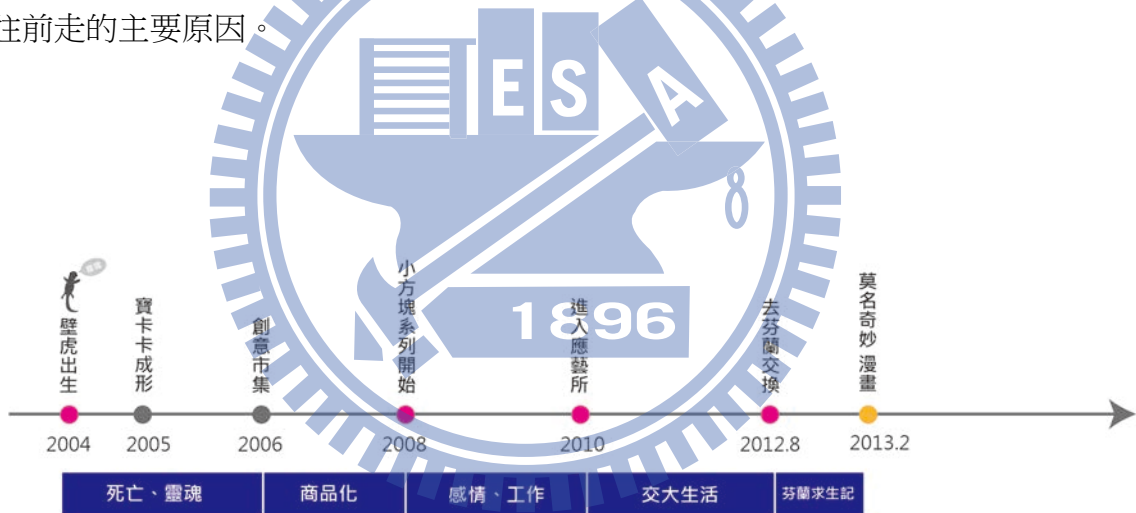 往前走的主要原因。
ESA
8
1896
壁虎出生
寶卡卡成形
創意市集
小方塊系列開始
進入應藝所
去芬蘭交換
莫名奇妙 漫畫
2004
2005
2006
2008
2010
2012.8
2013.2
死亡、靈魂
商品化
感情、工作
交大生活
芬蘭求生記